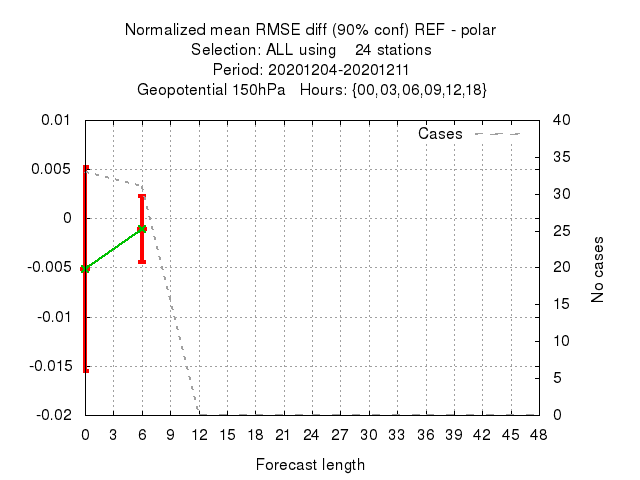 Normalized mean RMSE diff (90% conf) REF - polar
Selection: ALL using    24 stations
Period: 20201204-20201211
Geopotential 150hPa   Hours: {00,03,06,09,12,18}
0.01
0.005
0
-0.005
-0.01
-0.015
-0.02
Cases
40
35
30
25
20
15
10
5
0
No cases
0 3 6 9 12 15 18 21 24 27 30 33 36 39 42 45 48
Forecast length